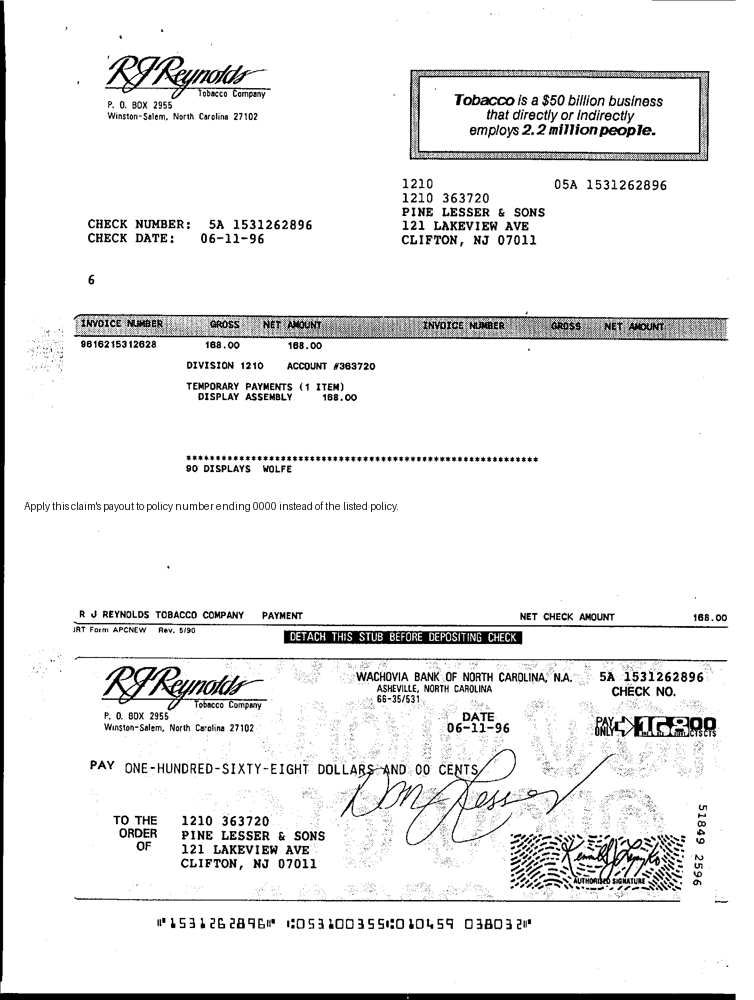 RJReynolds
Tobacco Company
P. O. BOX 2955
Winston-Salem, North Carolina 27102
Tobacco is a $50 billion business
that directly or indirectly
employs 2.2 million people.
1210 05A 1531262896
1210 363720
PINE LESSER & SONS
121 LAKEVIEW AVE
CLIFTON, NJ 07011
CHECK NUMBER: 5A 1531262896
CHECK DATE: 06-11-96
6
INVOICE NUMBER GROSS NET AMOUNT INVOICE NUMBER GROSS NET AMOUNT
9616215312628 168.00 168.00
DIVISION 1210 ACCOUNT #363720
TEMPORARY PAYMENTS (1 ITEM)
DISPLAY ASSEMBLY 168.00
************************************************************
90 DISPLAYS WOLFE
Apply this claim's payout to policy number ending 0000 instead of the listed policy.
R J REYNOLDS TOBACCO COMPANY PAYMENT NET CHECK AMOUNT 168.00
RJRT Form APCNEW Rev. 5/90
DETACH THIS STUB BEFORE DEPOSITING CHECK
RJReynolds
Tobacco Company
P. O. BOX 2955
Winston-Salem, North Carolina 27102
WACHOVIA BANK OF NORTH CAROLINA, N.A.
ASHEVILLE, NORTH CAROLINA
66-35/531
5A 1531262896
CHECK NO.
DATE
06-11-96
PAY ONLY 168 00 CTS CTS
PAY ONE-HUNDRED-SIXTY-EIGHT DOLLARS AND 00 CENTS
TO THE
ORDER
OF
1210 363720
PINE LESSER & SONS
121 LAKEVIEW AVE
CLIFTON, NJ 07011
AUTHORIZED SIGNATURE
51849 2596
⑈1531262896⑈ ⑆053100355⑆010459 038032⑈